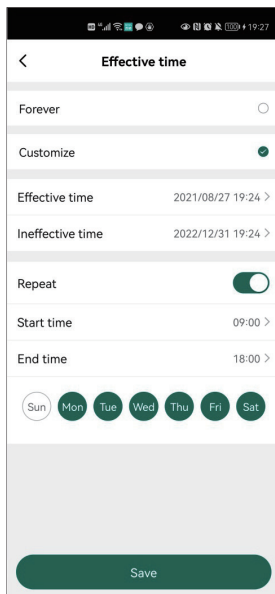 100 19:27
Effective time
Forever
Customize
Effective time 2021/08/27 19:24
Ineffective time 2022/12/31 19:24
Repeat
Start time 09:00
End time 18:00
Sun Mon Tue Wed Thu Fri Sat
Save